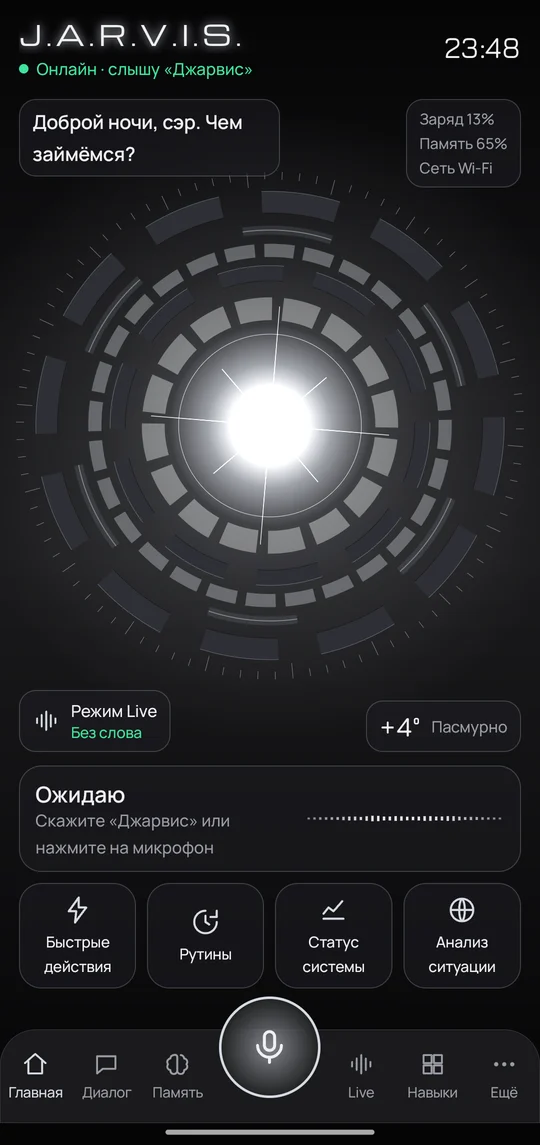 J.A.R.V.I.S.
23:48
Онлайн · слышу «Джарвис»
Доброй ночи, сэр. Чем
займёмся?
Заряд 13%
Память 65%
Сеть Wi-Fi
Режим Live
Без слова
+4° Пасмурно
Ожидаю
Скажите «Джарвис» или
нажмите на микрофон
Быстрые
действия
Рутины
Статус
системы
Анализ
ситуации
Главная
Диалог
Память
Live
Навыки
Ещё